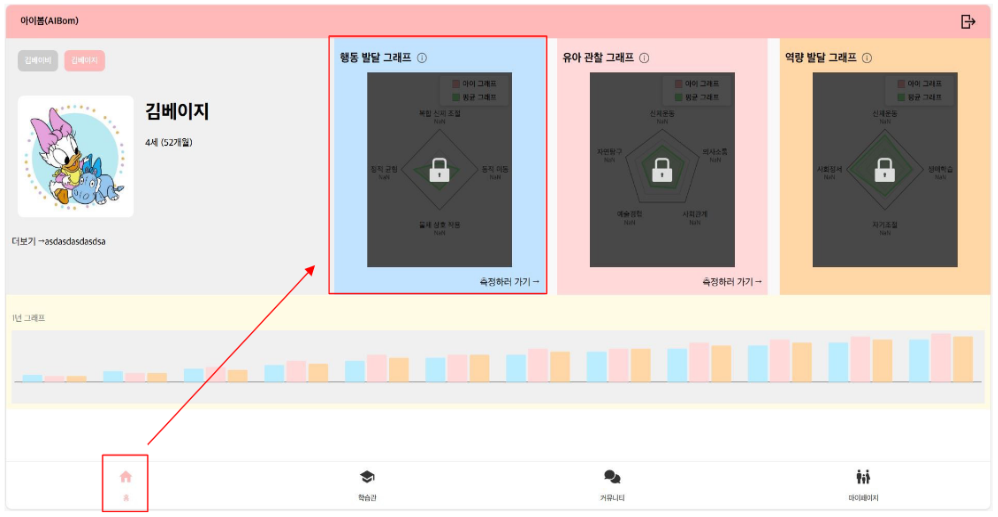 아이봄(AIBom)
김베이비
김베이지
김베이지
4세 (52개월)
더보기 →asdasdasdasdsa
행동 발달 그래프
아이 그래프
평균 그래프
복합 신체 조절
NaN
정적 균형
NaN
동적 이동
NaN
물체 상호 작용
NaN
측정하러 가기→
유아 관찰 그래프
아이 그래프
평균 그래프
신체운동
NaN
자연탐구
NaN
의사소통
NaN
예술경험
NaN
사회관계
NaN
측정하러 가기→
역량 발달 그래프
아이 그래프
평균 그래프
신체운동
NaN
사회정서
NaN
생애학습
NaN
자기조절
NaN
1년 그래프
홈
학습관
커뮤니티
마이페이지